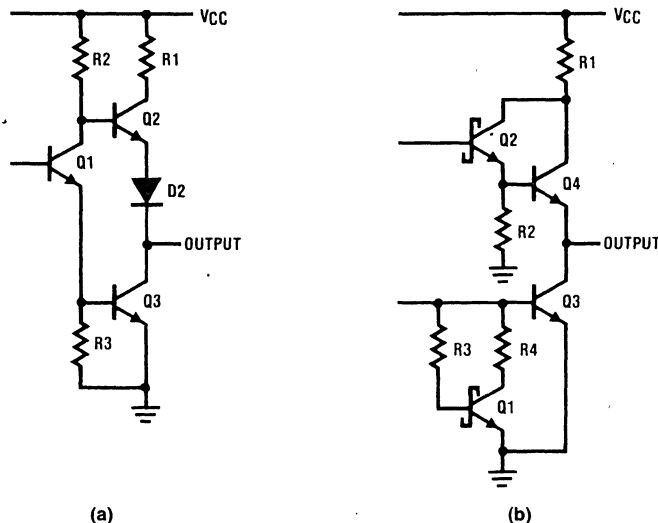 VCC
R2
R1
Q2
Q1
D2
OUTPUT
Q3
R3
(a)
VCC
R1
Q2
Q4
R2
OUTPUT
Q3
R3
R4
Q1
(b)